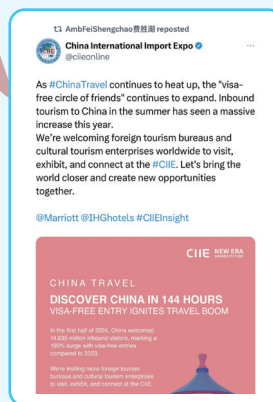 AmbFeiShengchao费胜潮 reposted
China International Import Expo
@ciieonline
As #ChinaTravel continues to heat up, the "visa-
free circle of friends" continues to expand. Inbound
tourism to China in the summer has seen a massive
increase this year.
We're welcoming foreign tourism bureaus and
cultural tourism enterprises worldwide to visit,
exhibit, and connect at the #CIIE. Let's bring the
world closer and create new opportunities
together.
@Marriott @IHGhotels #CIIEInsight
CIIE NEW ERA
SHARED FUTURE
CHINA TRAVEL
DISCOVER CHINA IN 144 HOURS
VISA-FREE ENTRY IGNITES TRAVEL BOOM
In the first half of 2024, China welcomed
14.635 million inbound visitors, marking a
190% surge with visa-free entries
compared to 2023.
We're inviting more foreign tourism
bureaus and cultural tourism enterprises
to visit, exhibit, and connect at the CIIE